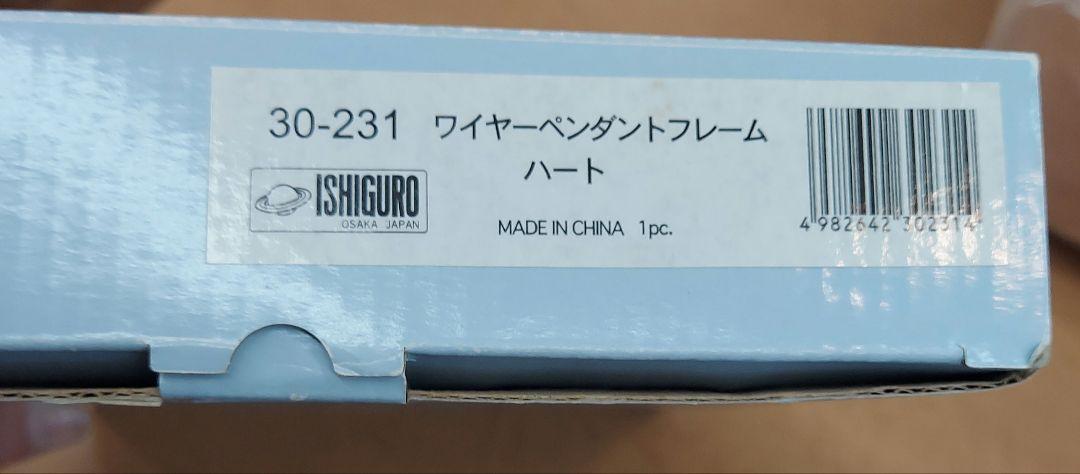 30-231 ワイヤーペンダントフレーム
ハート
ISHIGURO
OSAKA JAPAN
MADE IN CHINA 1pc.
4 982642 302314